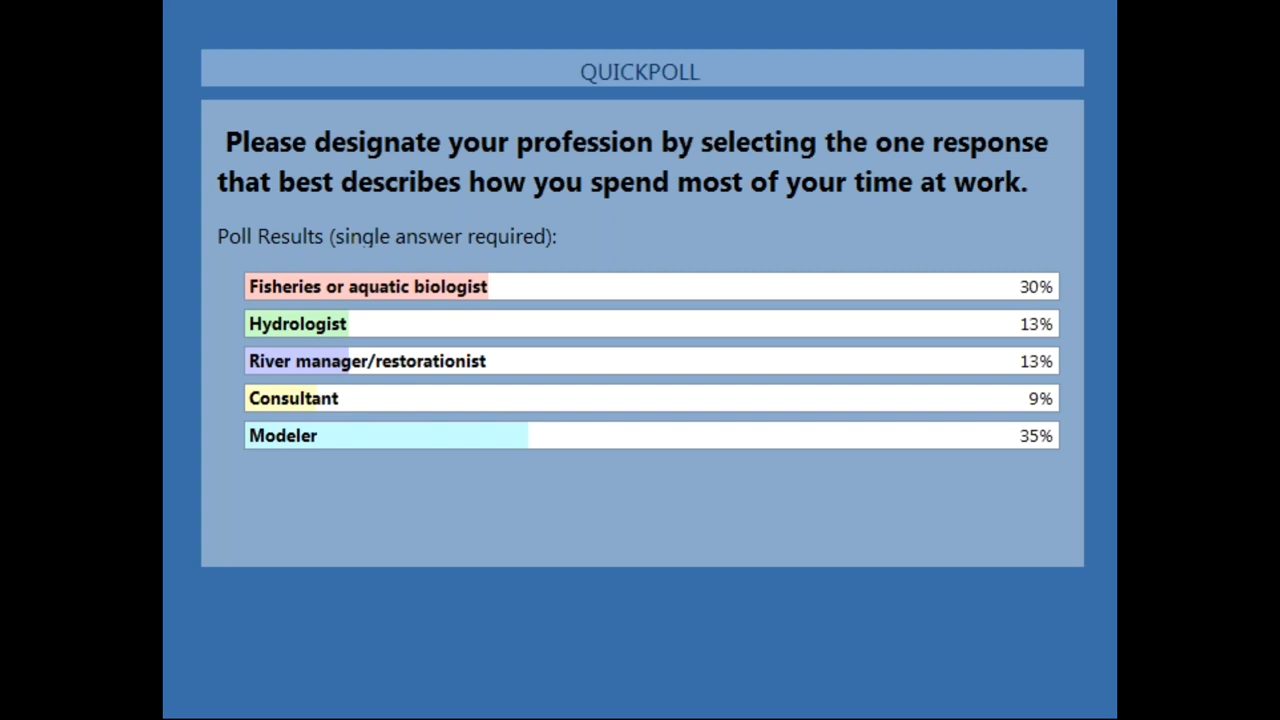 QUICKPOLL
Please designate your profession by selecting the one response
that best describes how you spend most of your time at work.
Poll Results (single answer required):
Fisheries or aquatic biologist 30%
Hydrologist 13%
River manager/restorationist 13%
Consultant 9%
Modeler 35%